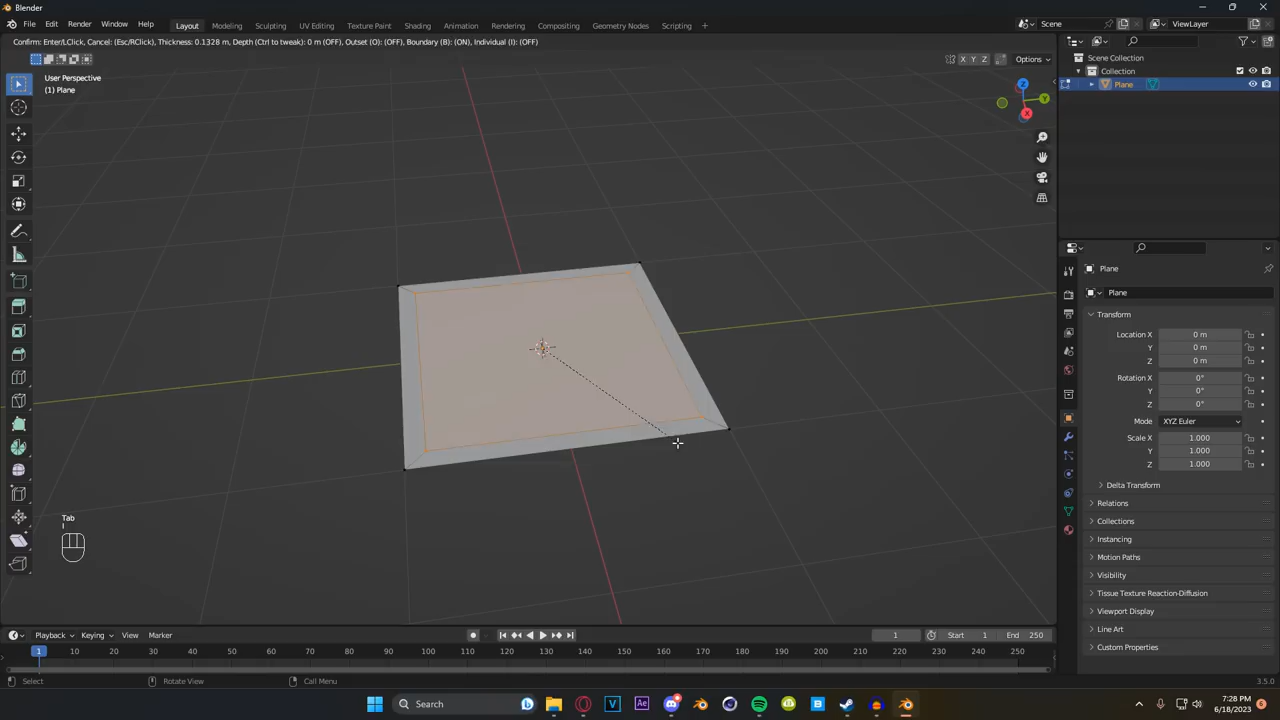 Blender
File Edit Render Window Help Layout Modeling Sculpting UV Editing Texture Paint Shading Animation Rendering Compositing Geometry Nodes Scripting + Scene ViewLayer
Confirm: Enter/LClick, Cancel: (Esc/RClick), Thickness: 0.1328 m, Depth (Ctrl to tweak): 0 m (OFF), Outset (O): (OFF), Boundary (B): (ON), Individual (I): (OFF)
X Y Z Options
User Perspective
(1) Plane
Scene Collection
Collection
Plane
Z
Y
X
Plane
Plane
Transform
Location X 0 m
Y 0 m
Z 0 m
Rotation X 0°
Y 0°
Z 0°
Mode XYZ Euler
Scale X 1.000
Y 1.000
Z 1.000
Delta Transform
Relations
Collections
Instancing
Motion Paths
Visibility
Tissue Texture Reaction-Diffusion
Viewport Display
Line Art
Custom Properties
Tab
I
Playback Keying View Marker 1 Start 1 End 250
1 10 20 30 40 50 60 70 80 90 100 110 120 130 140 150 160 170 180 190 200 210 220 230 240 250
Select Rotate View Call Menu 3.5.0
Search V Ae B
7:28 PM
6/18/2023